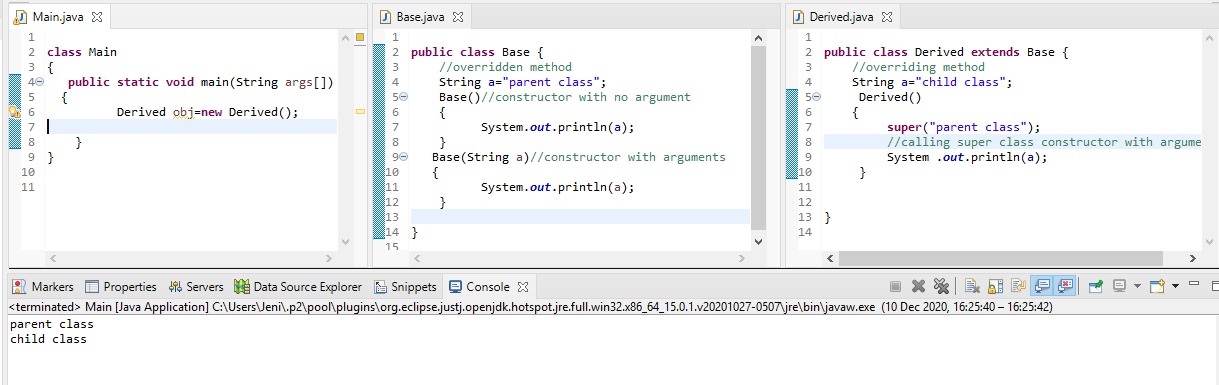 Main.java
1
2 class Main
3 {
4 public static void main(String args[])
5 {
6 Derived obj=new Derived();
7
8 }
9 }
10
11
Base.java
1
2 public class Base {
3 //overridden method
4 String a="parent class";
5 Base()//constructor with no argument
6 {
7 System.out.println(a);
8 }
9 Base(String a)//constructor with arguments
10 {
11 System.out.println(a);
12 }
13
14 }
15
Derived.java
1
2 public class Derived extends Base {
3 //overriding method
4 String a="child class";
5 Derived()
6 {
7 super("parent class");
8 //calling super class constructor with argume
9 System .out.println(a);
10 }
11
12
13 }
14
Markers Properties Servers Data Source Explorer Snippets Console
<terminated> Main [Java Application] C:\Users\Jeni\.p2\pool\plugins\org.eclipse.justj.openjdk.hotspot.jre.full.win32.x86_64_15.0.1.v20201027-0507\jre\bin\javaw.exe (10 Dec 2020, 16:25:40 – 16:25:42)
parent class
child class